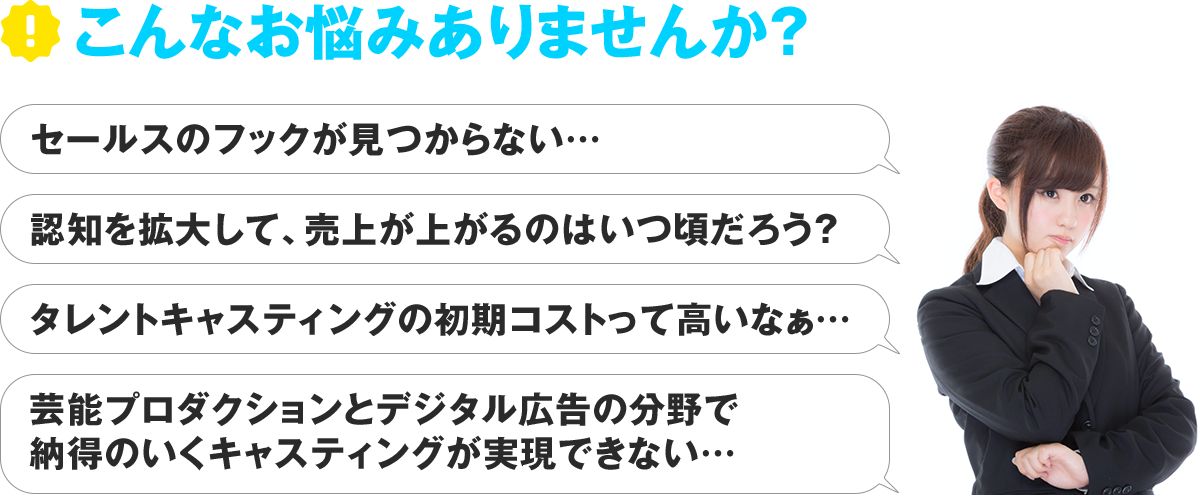 こんなお悩みありませんか?
セールスのフックが見つからない…
認知を拡大して、売上が上がるのはいつ頃だろう?
タレントキャスティングの初期コストって高いなぁ…
芸能プロダクションとデジタル広告の分野で
納得のいくキャスティングが実現できない…